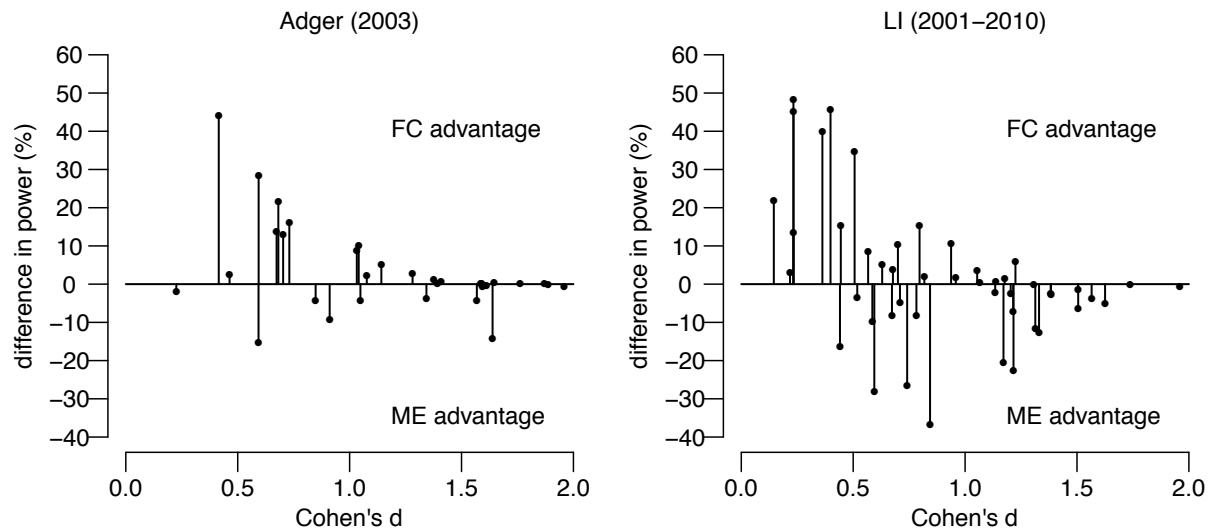 Adger (2003)
60
50
40
30
20
10
0
−10
−20
−30
−40
difference in power (%)
FC advantage
ME advantage
0.0 0.5 1.0 1.5 2.0
Cohen's d
LI (2001−2010)
60
50
40
30
20
10
0
−10
−20
−30
−40
difference in power (%)
FC advantage
ME advantage
0.0 0.5 1.0 1.5 2.0
Cohen's d